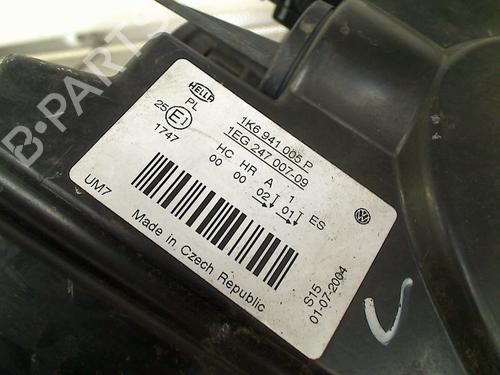 HELLA
PL
25 E1
1747
1K6.941 005.P
1EG 247 007-09
HC HR A 1
00 00 02 01 ES
UM7
Made in Czech Republic
S15
01-07-2004
B-PARTS